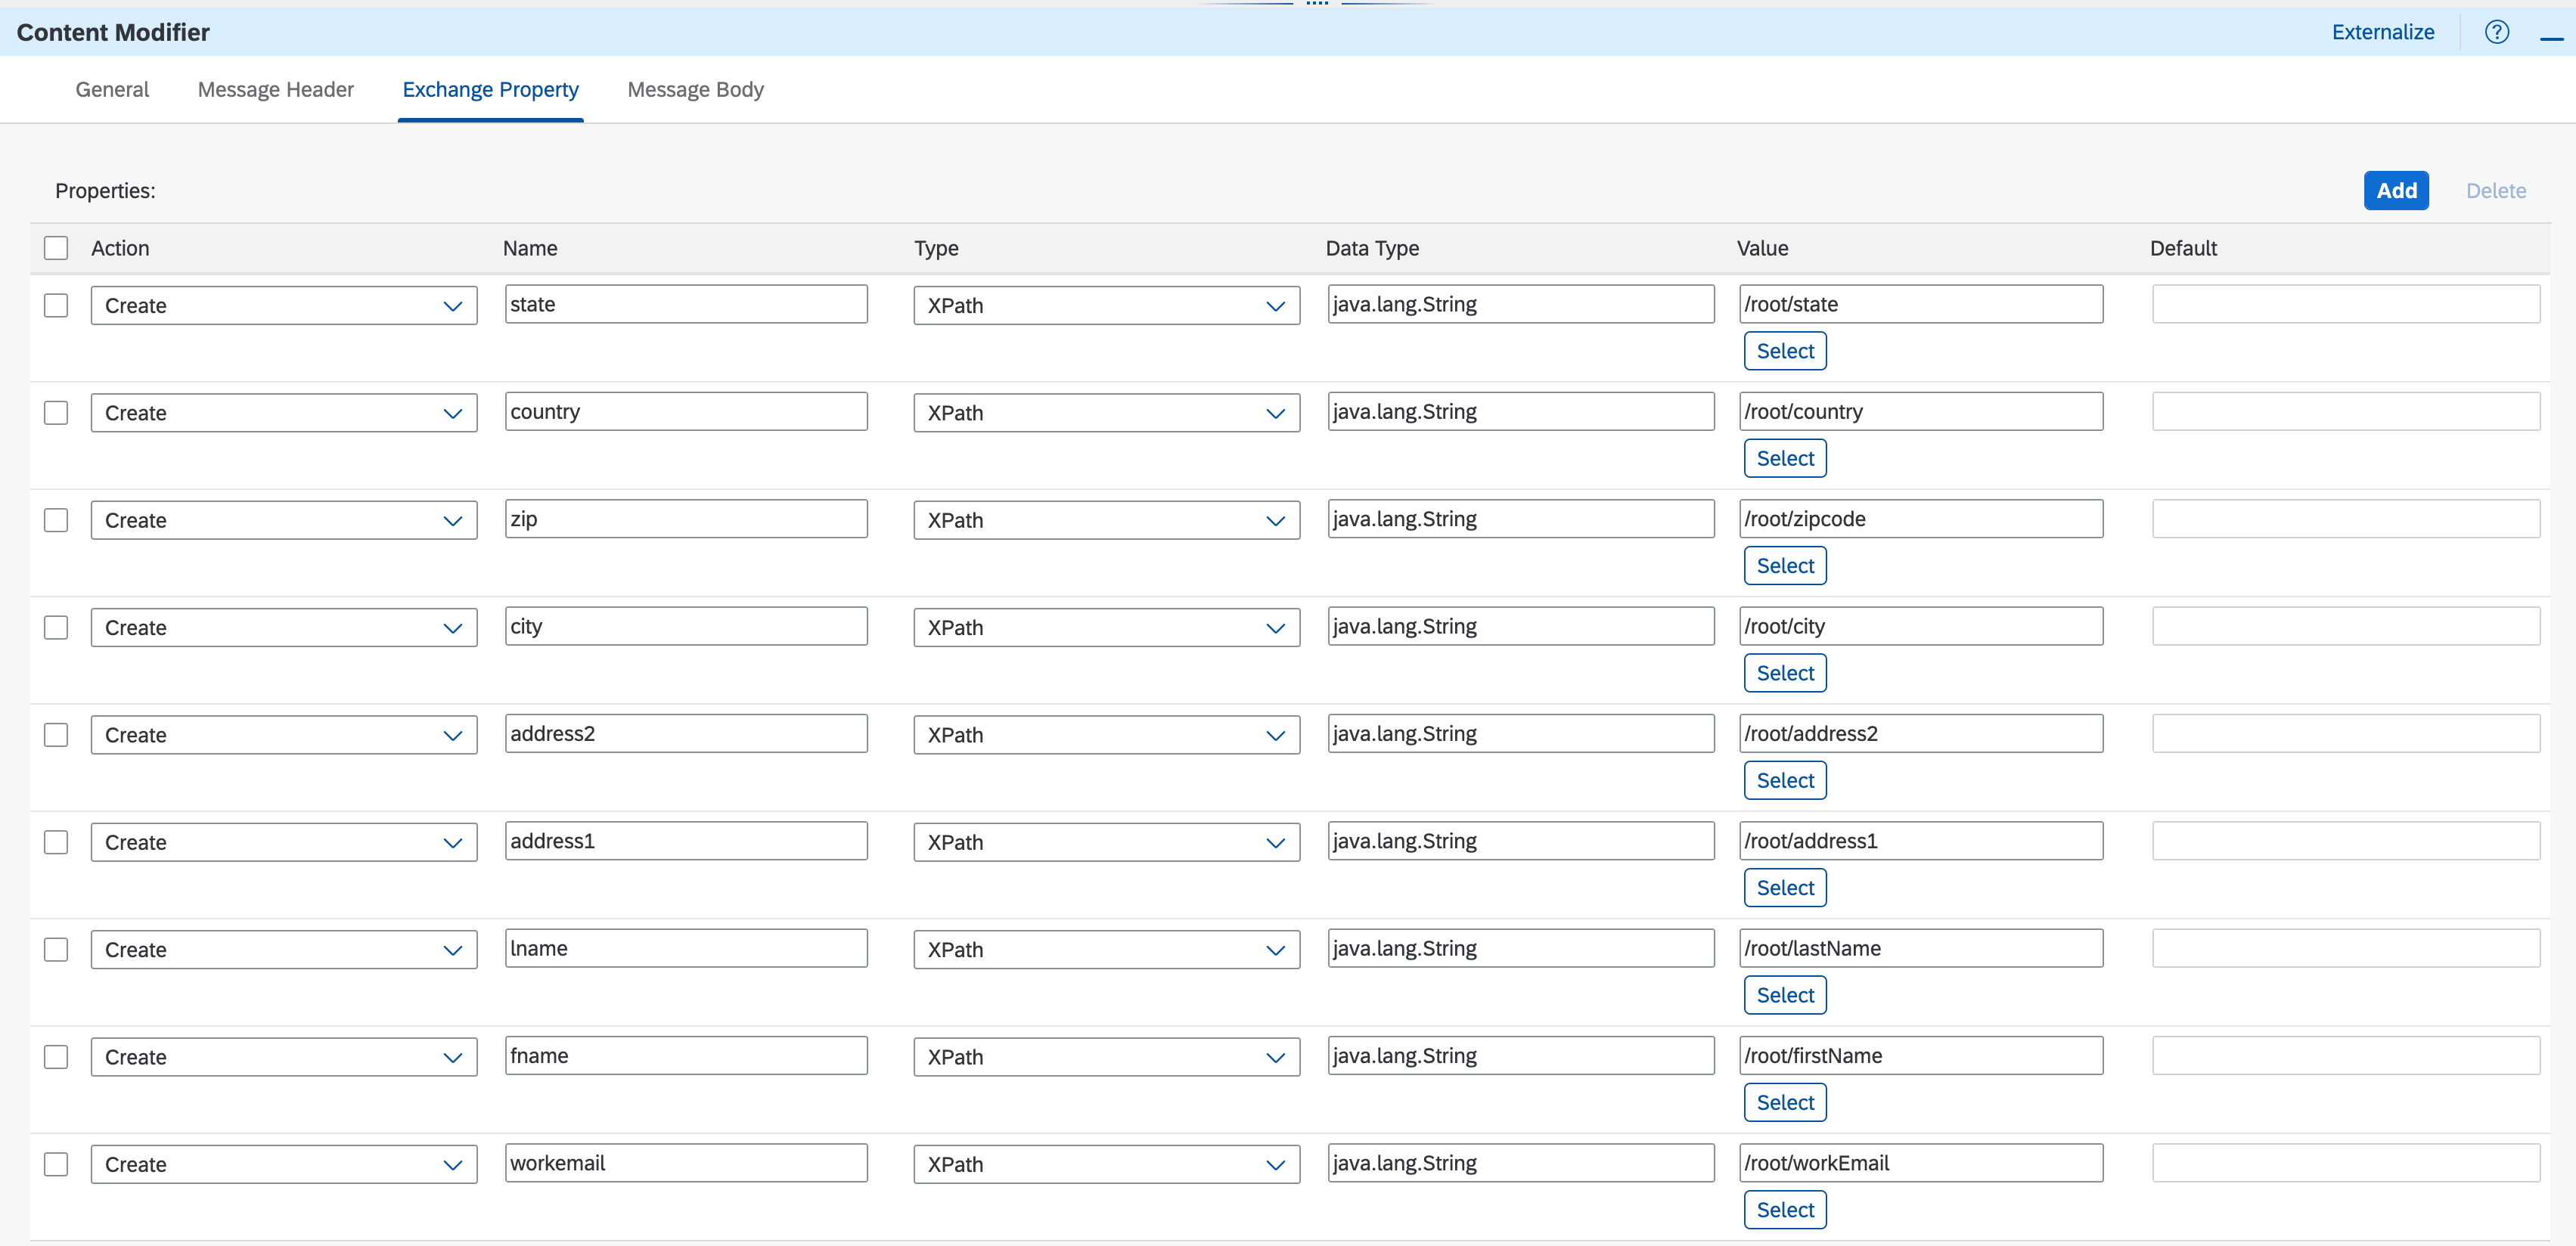 Content Modifier Externalize ?
General Message Header Exchange Property Message Body
Properties: Add Delete
Action Name Type Data Type Value Default
Create state XPath java.lang.String /root/state
Select
Create country XPath java.lang.String /root/country
Select
Create zip XPath java.lang.String /root/zipcode
Select
Create city XPath java.lang.String /root/city
Select
Create address2 XPath java.lang.String /root/address2
Select
Create address1 XPath java.lang.String /root/address1
Select
Create lname XPath java.lang.String /root/lastName
Select
Create fname XPath java.lang.String /root/firstName
Select
Create workemail XPath java.lang.String /root/workEmail
Select